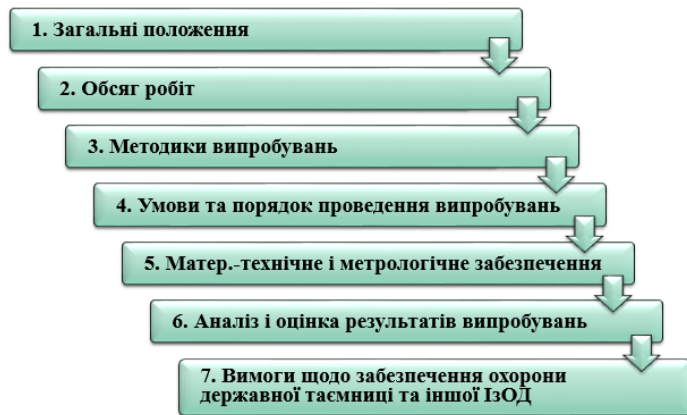 1. Загальні положення
2. Обсяг робіт
3. Методики випробувань
4. Умови та порядок проведення випробувань
5. Матер.-технічне і метрологічне забезпечення
6. Аналіз і оцінка результатів випробувань
7. Вимоги щодо забезпечення охорони
державної таємниці та іншої ІзОД